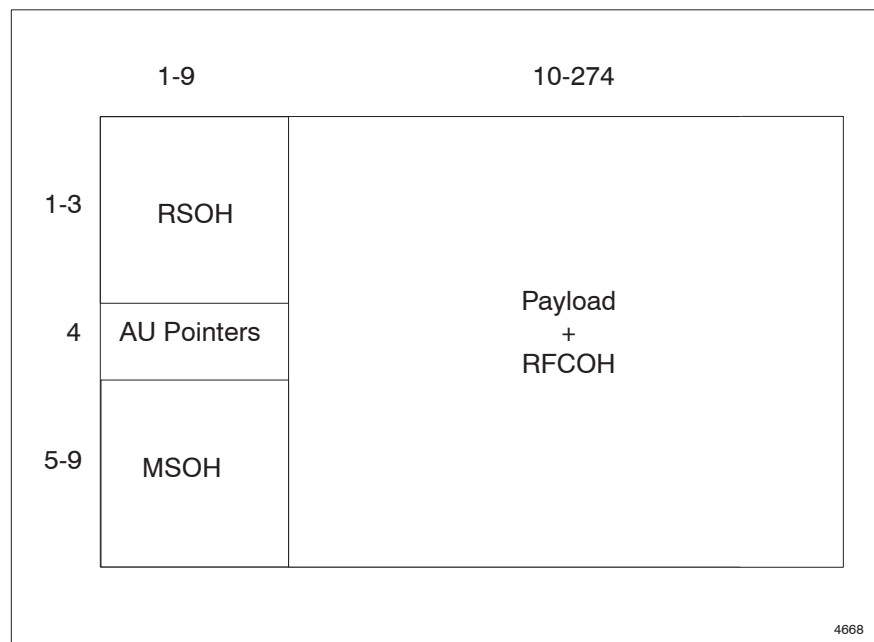 1-9
10-274
1-3
RSOH
4
AU Pointers
Payload
+
RFCOH
5-9
MSOH
4668